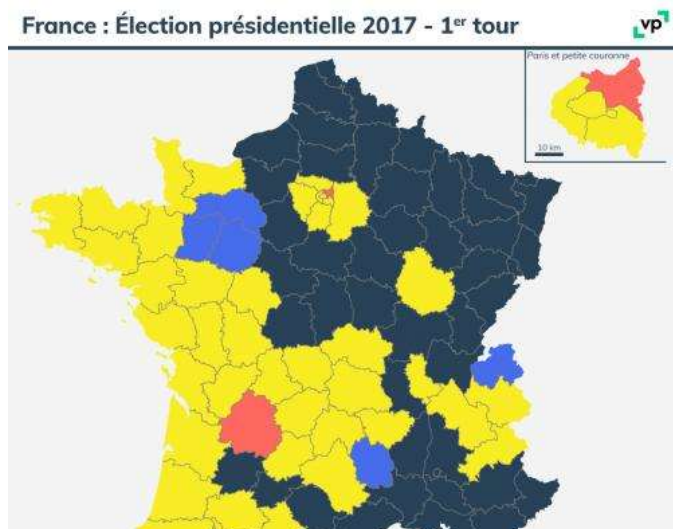 France : Élection présidentielle 2017 - 1er tour
vp
Paris et petite couronne
10 km